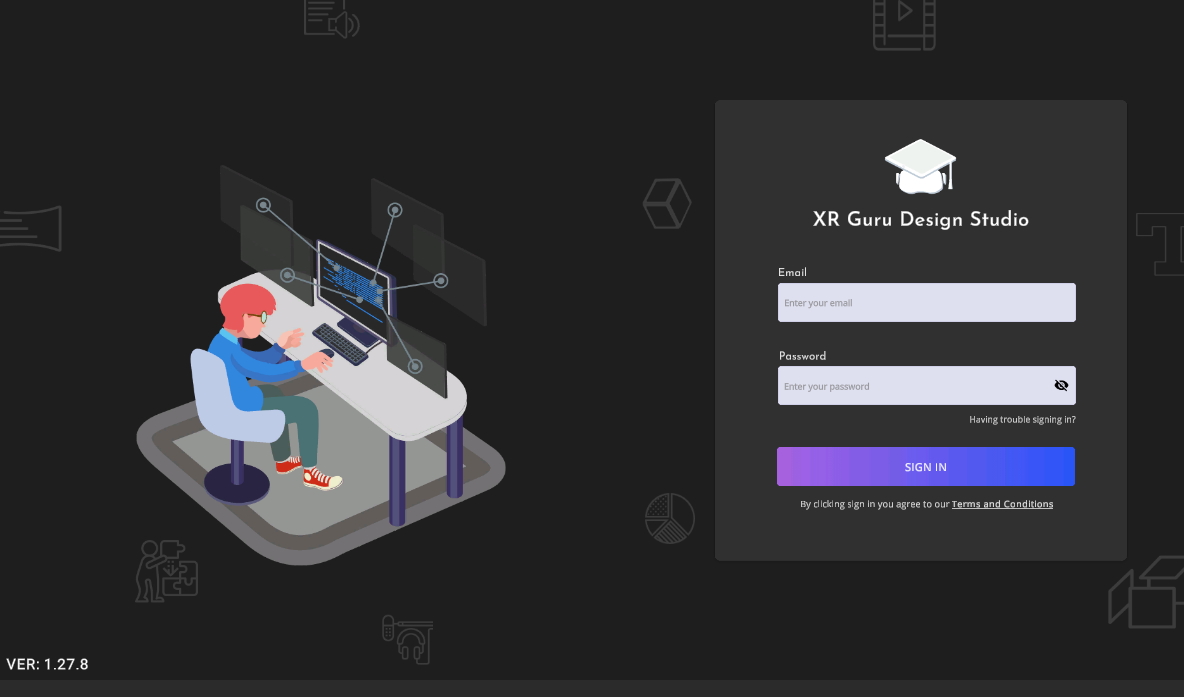 XR Guru Design Studio
Email
Enter your email
Password
Enter your password
Having trouble signing in?
SIGN IN
By clicking sign in you agree to our Terms and Conditions
VER: 1.27.8